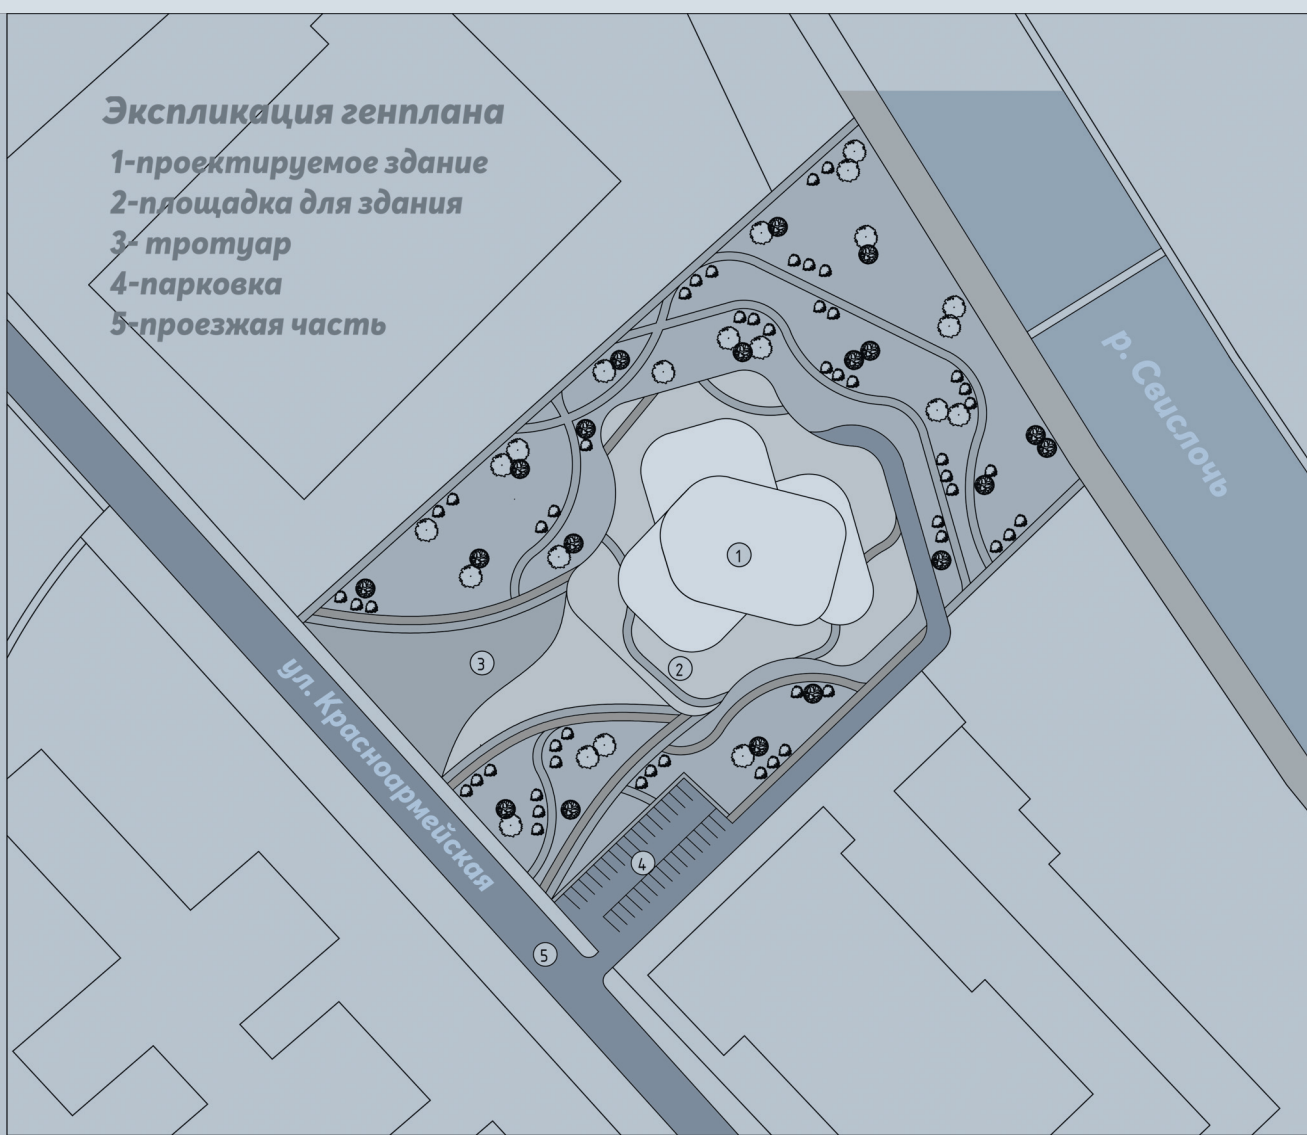 Экспликация генплана
1-проектируемое здание
2-площадка для здания
3- тротуар
4-парковка
5-проезжая часть
р. Свислочь
1
3
2
ул. Красноармейская
4
5